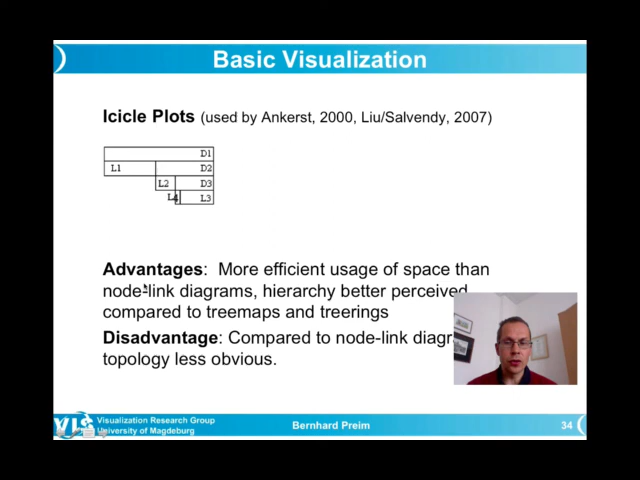 Basic Visualization
Icicle Plots (used by Ankerst, 2000, Liu/Salvendy, 2007)
D1
L1 D2
L2 D3
L4 L3
Advantages: More efficient usage of space than
node-link diagrams, hierarchy better perceived
compared to treemaps and treerings
Disadvantage: Compared to node-link
topology less obvious.
VIS
Visualization Research Group
University of Magdeburg
Bernhard Preim
34